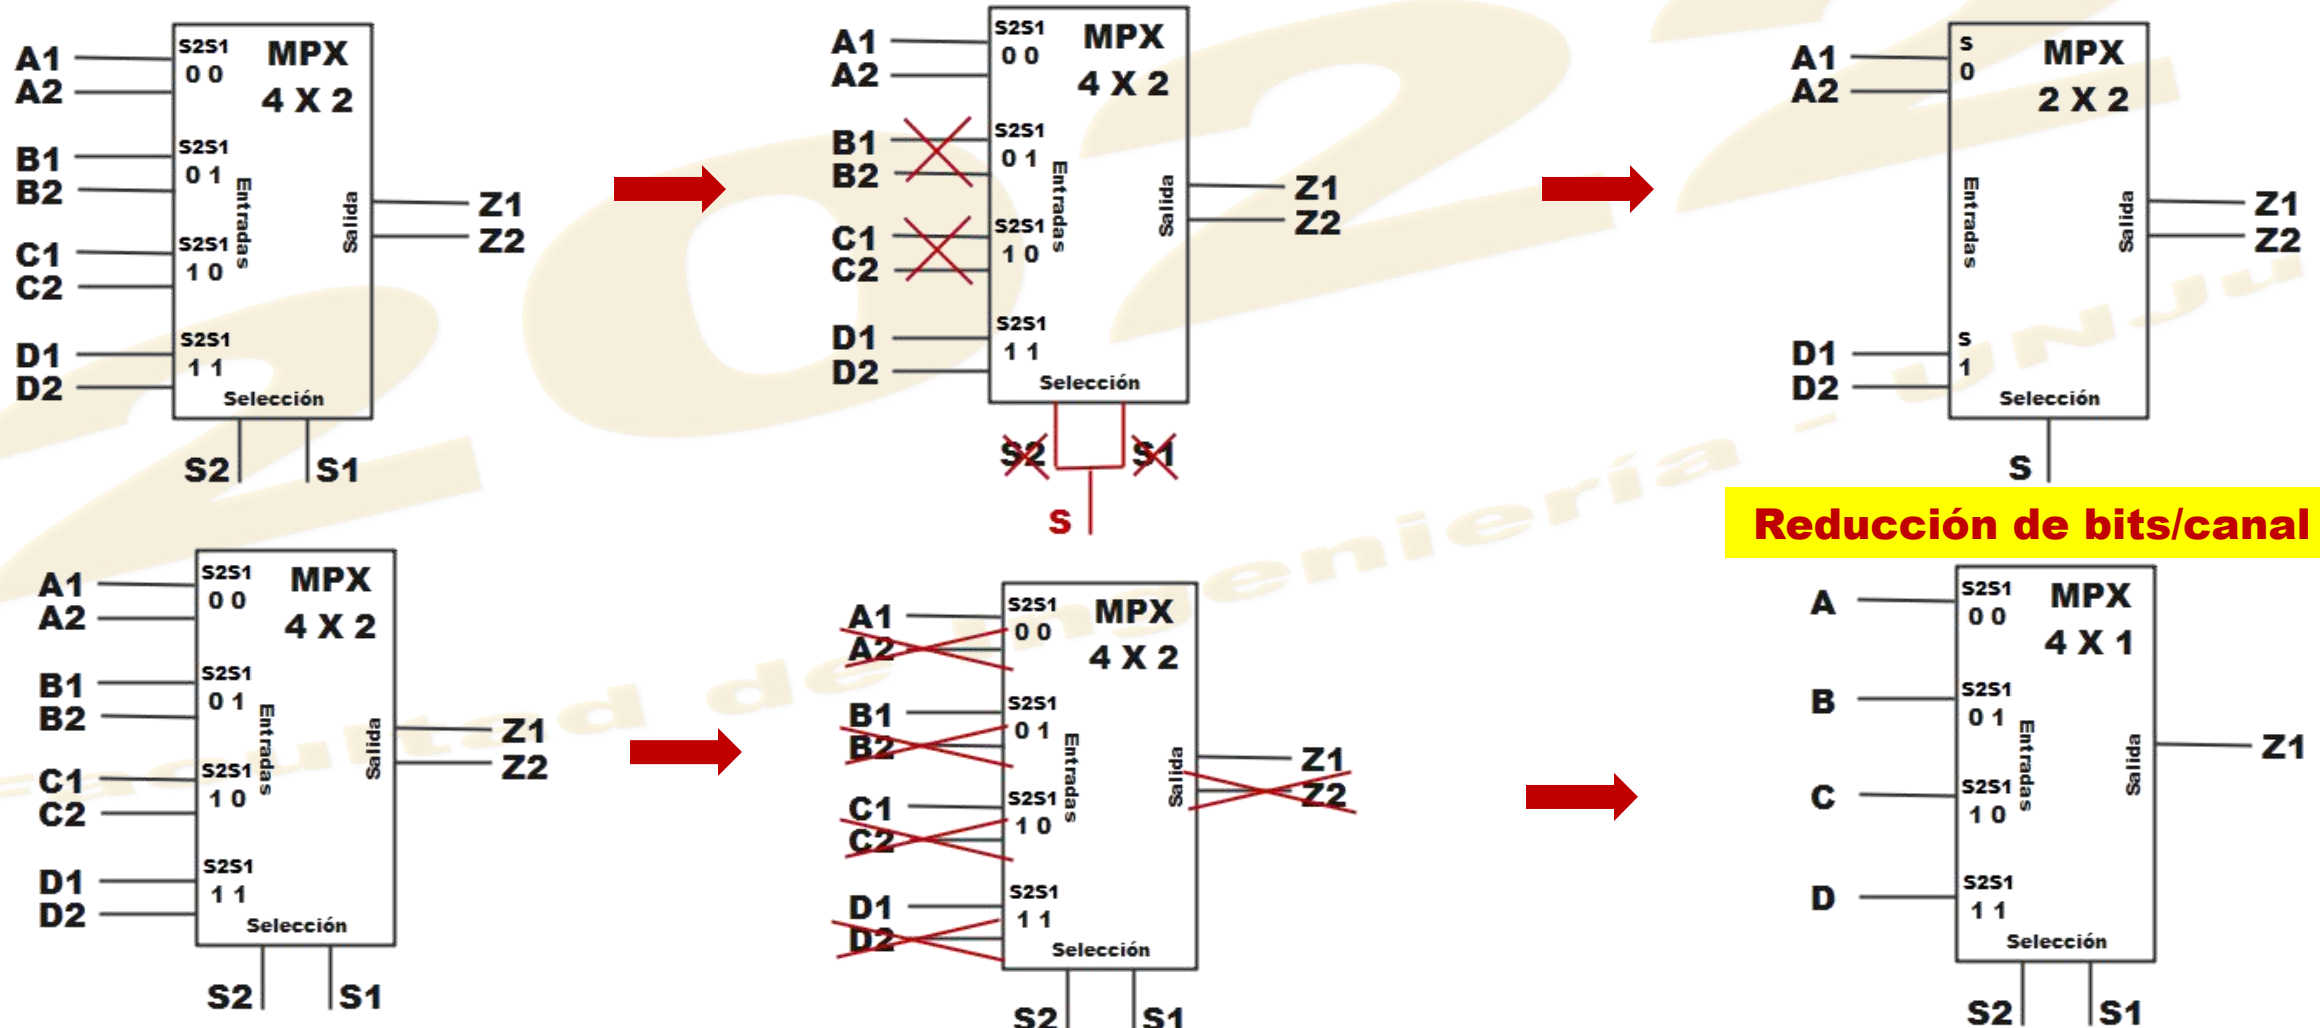 A1
A2
B1
B2
C1
C2
D1
D2
S2S1
0 0
S2S1
0 1
S2S1
1 0
S2S1
1 1
MPX
4 X 2
Entradas
Salida
Selección
Z1
Z2
S2 S1
A1
A2
B1
B2
C1
C2
D1
D2
S2S1
0 0
S2S1
0 1
S2S1
1 0
S2S1
1 1
MPX
4 X 2
Entradas
Salida
Selección
Z1
Z2
S2 S1
S
A1
A2
D1
D2
S
0
S
1
MPX
2 X 2
Entradas
Salida
Selección
Z1
Z2
S
Reducción de bits/canal
A1
A2
B1
B2
C1
C2
D1
D2
S2S1
0 0
S2S1
0 1
S2S1
1 0
S2S1
1 1
MPX
4 X 2
Entradas
Salida
Selección
Z1
Z2
S2 S1
A1
A2
B1
B2
C1
C2
D1
D2
S2S1
0 0
S2S1
0 1
S2S1
1 0
S2S1
1 1
MPX
4 X 2
Entradas
Salida
Selección
Z1
Z2
S2 S1
A
B
C
D
S2S1
0 0
S2S1
0 1
S2S1
1 0
S2S1
1 1
MPX
4 X 1
Entradas
Salida
Selección
Z1
S2 S1
2022
Facultad de Ingeniería - UNJu